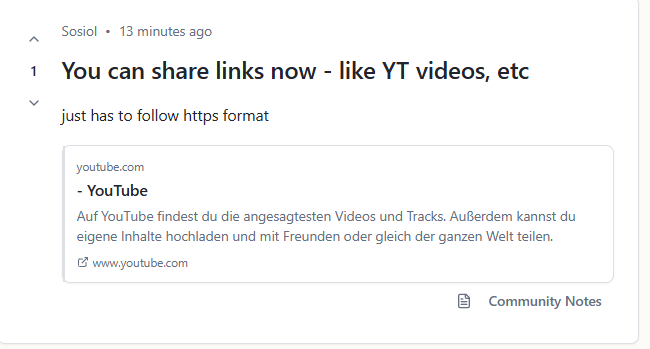 Sosiol • 13 minutes ago
1
You can share links now - like YT videos, etc
just has to follow https format
youtube.com
- YouTube
Auf YouTube findest du die angesagtesten Videos und Tracks. Außerdem kannst du
eigene Inhalte hochladen und mit Freunden oder gleich der ganzen Welt teilen.
www.youtube.com
Community Notes